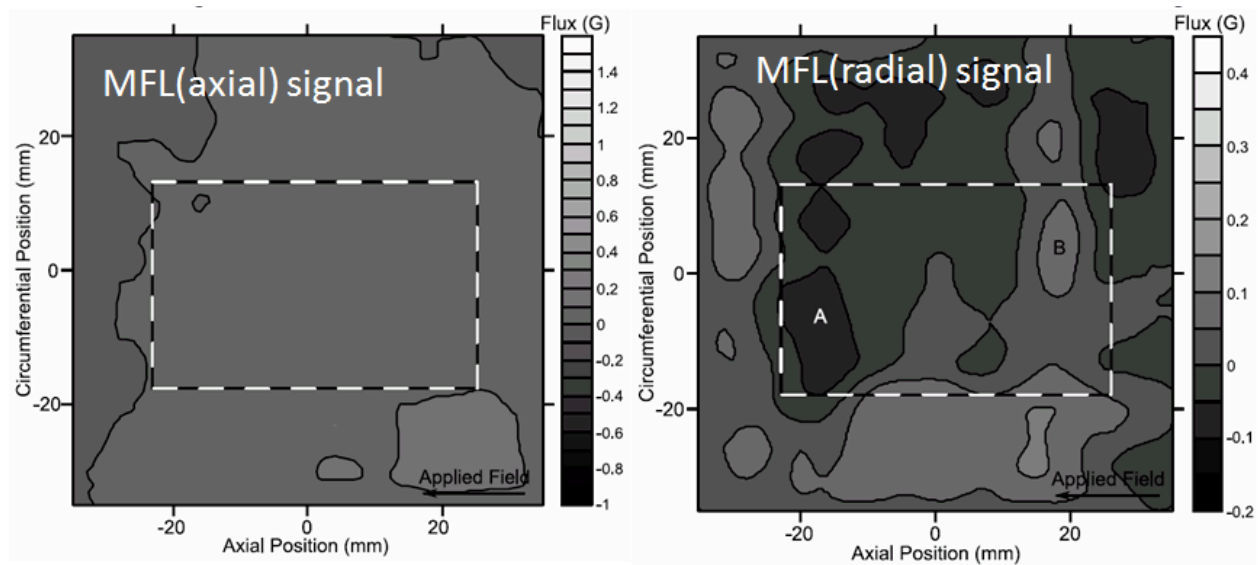 Flux (G)
MFL(axial) signal
1.4
1.2
1
0.8
0.6
0.4
0.2
0
-0.2
-0.4
-0.6
-0.8
-1
20
0
-20
Circumferential Position (mm)
Applied Field
-20
0
20
Axial Position (mm)
Flux (G)
MFL(radial) signal
0.4
0.3
0.2
0.1
0
-0.1
-0.2
20
0
-20
Circumferential Position (mm)
A
B
Applied Field
-20
0
20
Axial Position (mm)